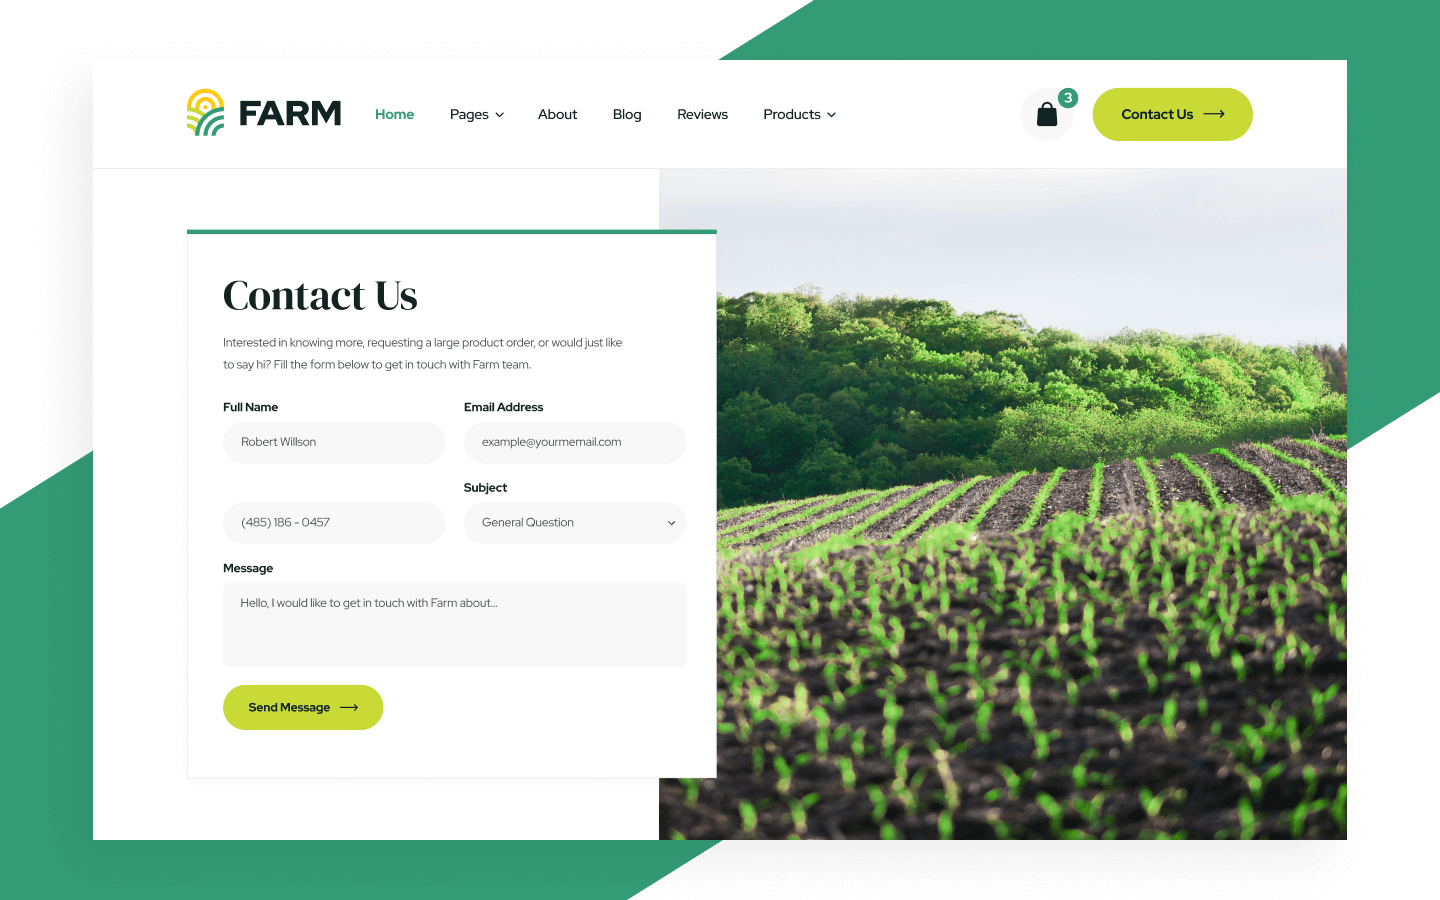 FARM
Home
Pages
About
Blog
Reviews
Products
3
Contact Us
Contact Us
Interested in knowing more, requesting a large product order, or would just like
to say hi? Fill the form below to get in touch with Farm team.
Full Name
Email Address
Robert Willson
example@yourmemail.com
Subject
(485) 186 - 0457
General Question
Message
Hello, I would like to get in touch with Farm about...
Send Message